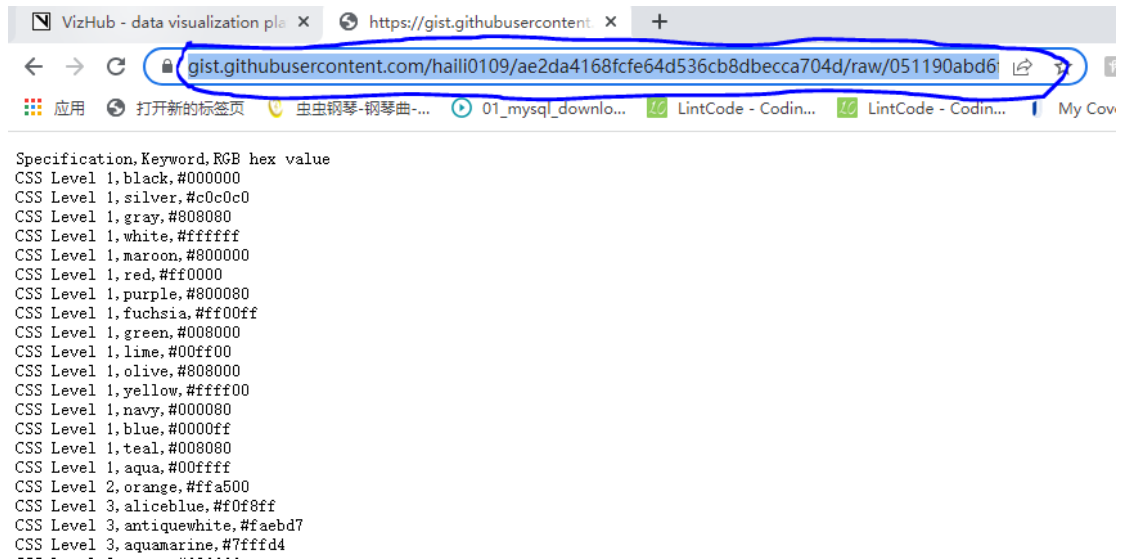 VizHub - data visualization pla
https://gist.githubusercontent.
gist.githubusercontent.com/haili0109/ae2da4168fcfe64d536cb8dbecca704d/raw/051190abd6
应用 打开新的标签页 虫虫钢琴-钢琴曲-... 01_mysql_downlo... LintCode - Codin... LintCode - Codin... My Cov
Specification,Keyword,RGB hex value
CSS Level 1,black,#000000
CSS Level 1,silver,#c0c0c0
CSS Level 1,gray,#808080
CSS Level 1,white,#ffffff
CSS Level 1,maroon,#800000
CSS Level 1,red,#ff0000
CSS Level 1,purple,#800080
CSS Level 1,fuchsia,#ff00ff
CSS Level 1,green,#008000
CSS Level 1,lime,#00ff00
CSS Level 1,olive,#808000
CSS Level 1,yellow,#ffff00
CSS Level 1,navy,#000080
CSS Level 1,blue,#0000ff
CSS Level 1,teal,#008080
CSS Level 1,aqua,#00ffff
CSS Level 2,orange,#ffa500
CSS Level 3,aliceblue,#f0f8ff
CSS Level 3,antiquewhite,#faebd7
CSS Level 3,aquamarine,#7fffd4